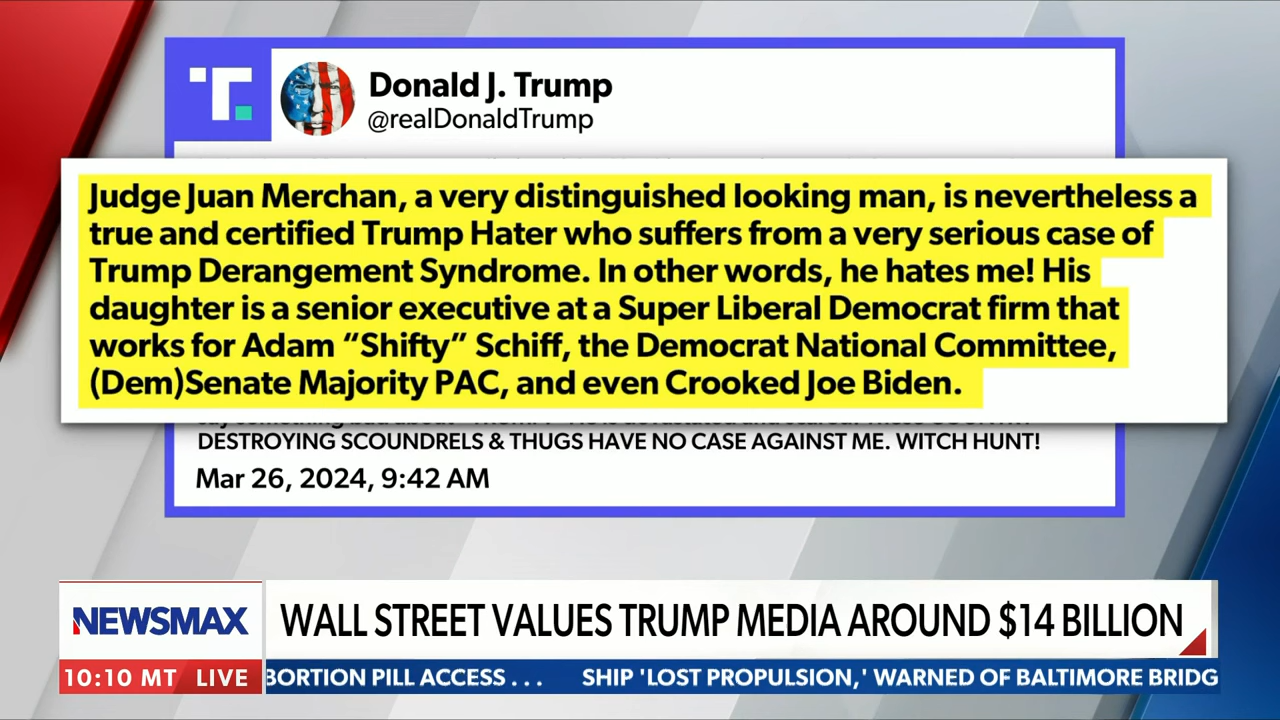 T.
Donald J. Trump
@realDonaldTrump
Judge Juan Merchan, a very distinguished looking man, is nevertheless a
true and certified Trump Hater who suffers from a very serious case of
Trump Derangement Syndrome. In other words, he hates me! His
daughter is a senior executive at a Super Liberal Democrat firm that
works for Adam “Shifty” Schiff, the Democrat National Committee,
(Dem)Senate Majority PAC, and even Crooked Joe Biden.
DESTROYING SCOUNDRELS & THUGS HAVE NO CASE AGAINST ME. WITCH HUNT!
Mar 26, 2024, 9:42 AM
NEWSMAX
WALL STREET VALUES TRUMP MEDIA AROUND $14 BILLION
10:10 MT LIVE
BORTION PILL ACCESS . . . SHIP 'LOST PROPULSION,' WARNED OF BALTIMORE BRIDG